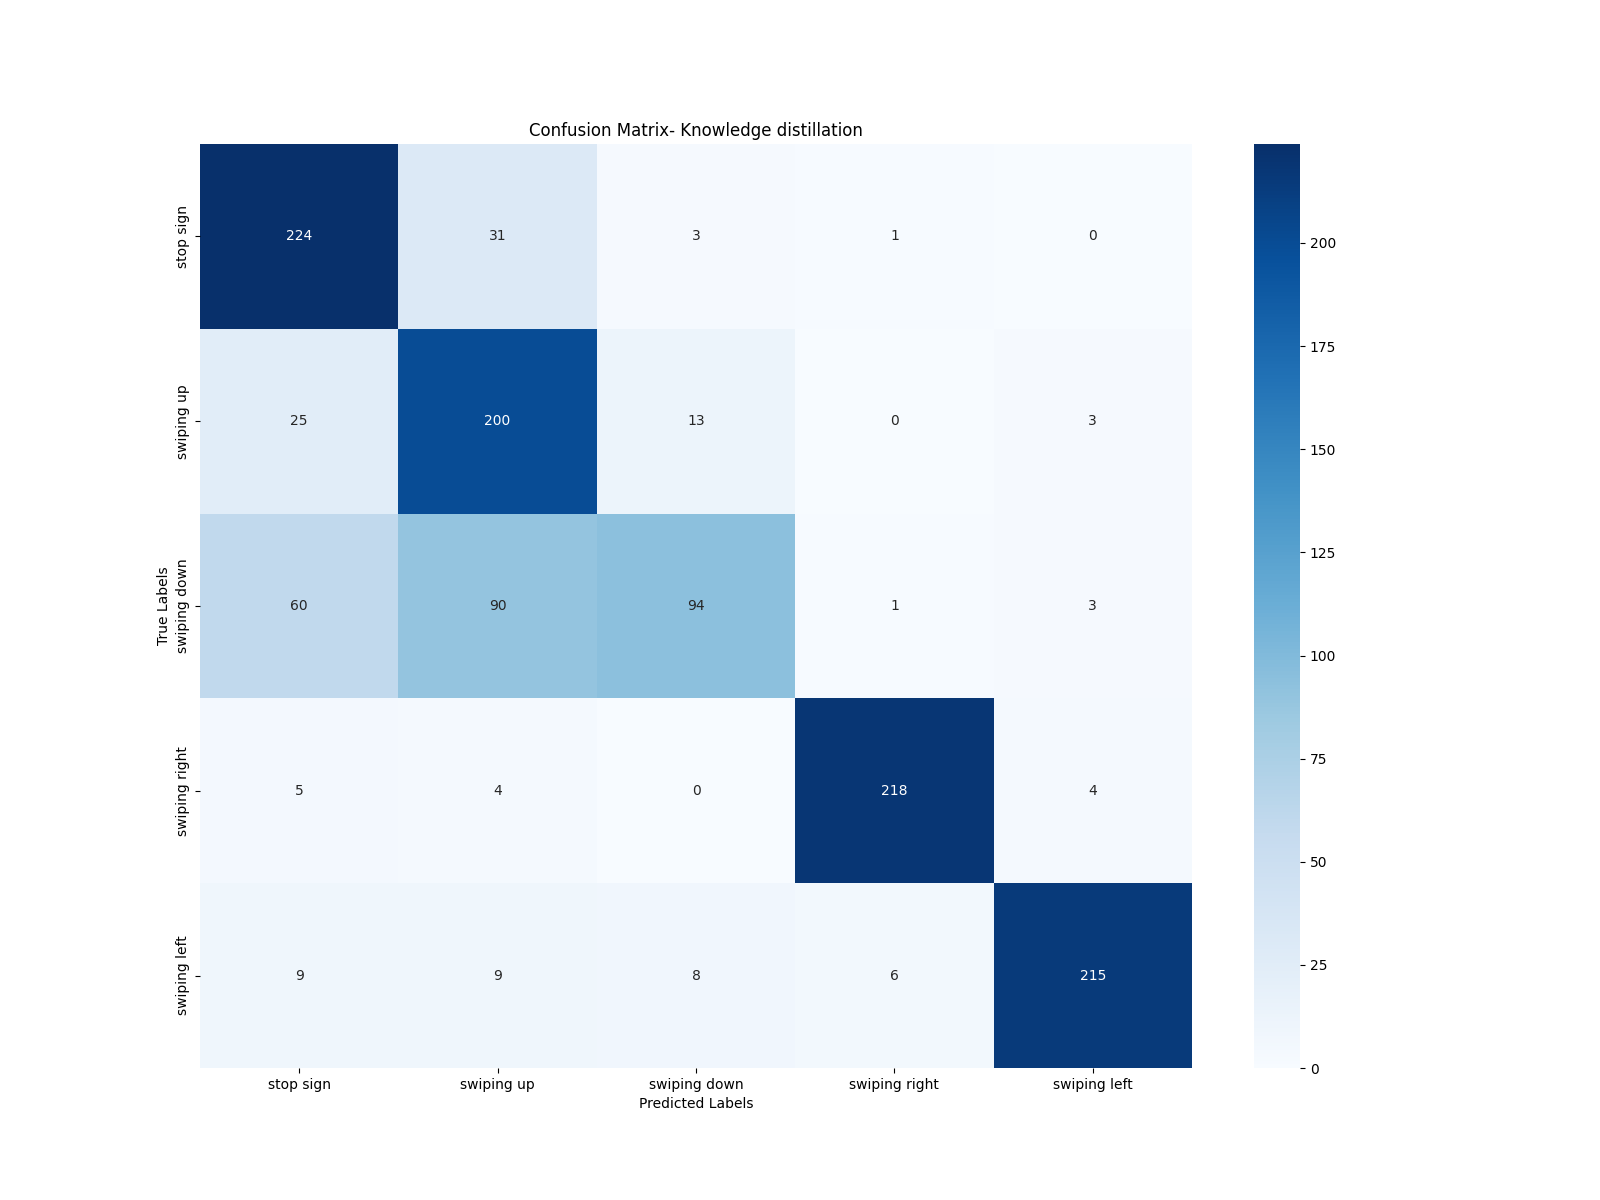 Confusion Matrix- Knowledge distillation
True Labels
stop sign 224 31 3 1 0
swiping up 25 200 13 0 3
swiping down 60 90 94 1 3
swiping right 5 4 0 218 4
swiping left 9 9 8 6 215
stop sign swiping up swiping down swiping right swiping left
Predicted Labels
200
175
150
125
100
75
50
25
0